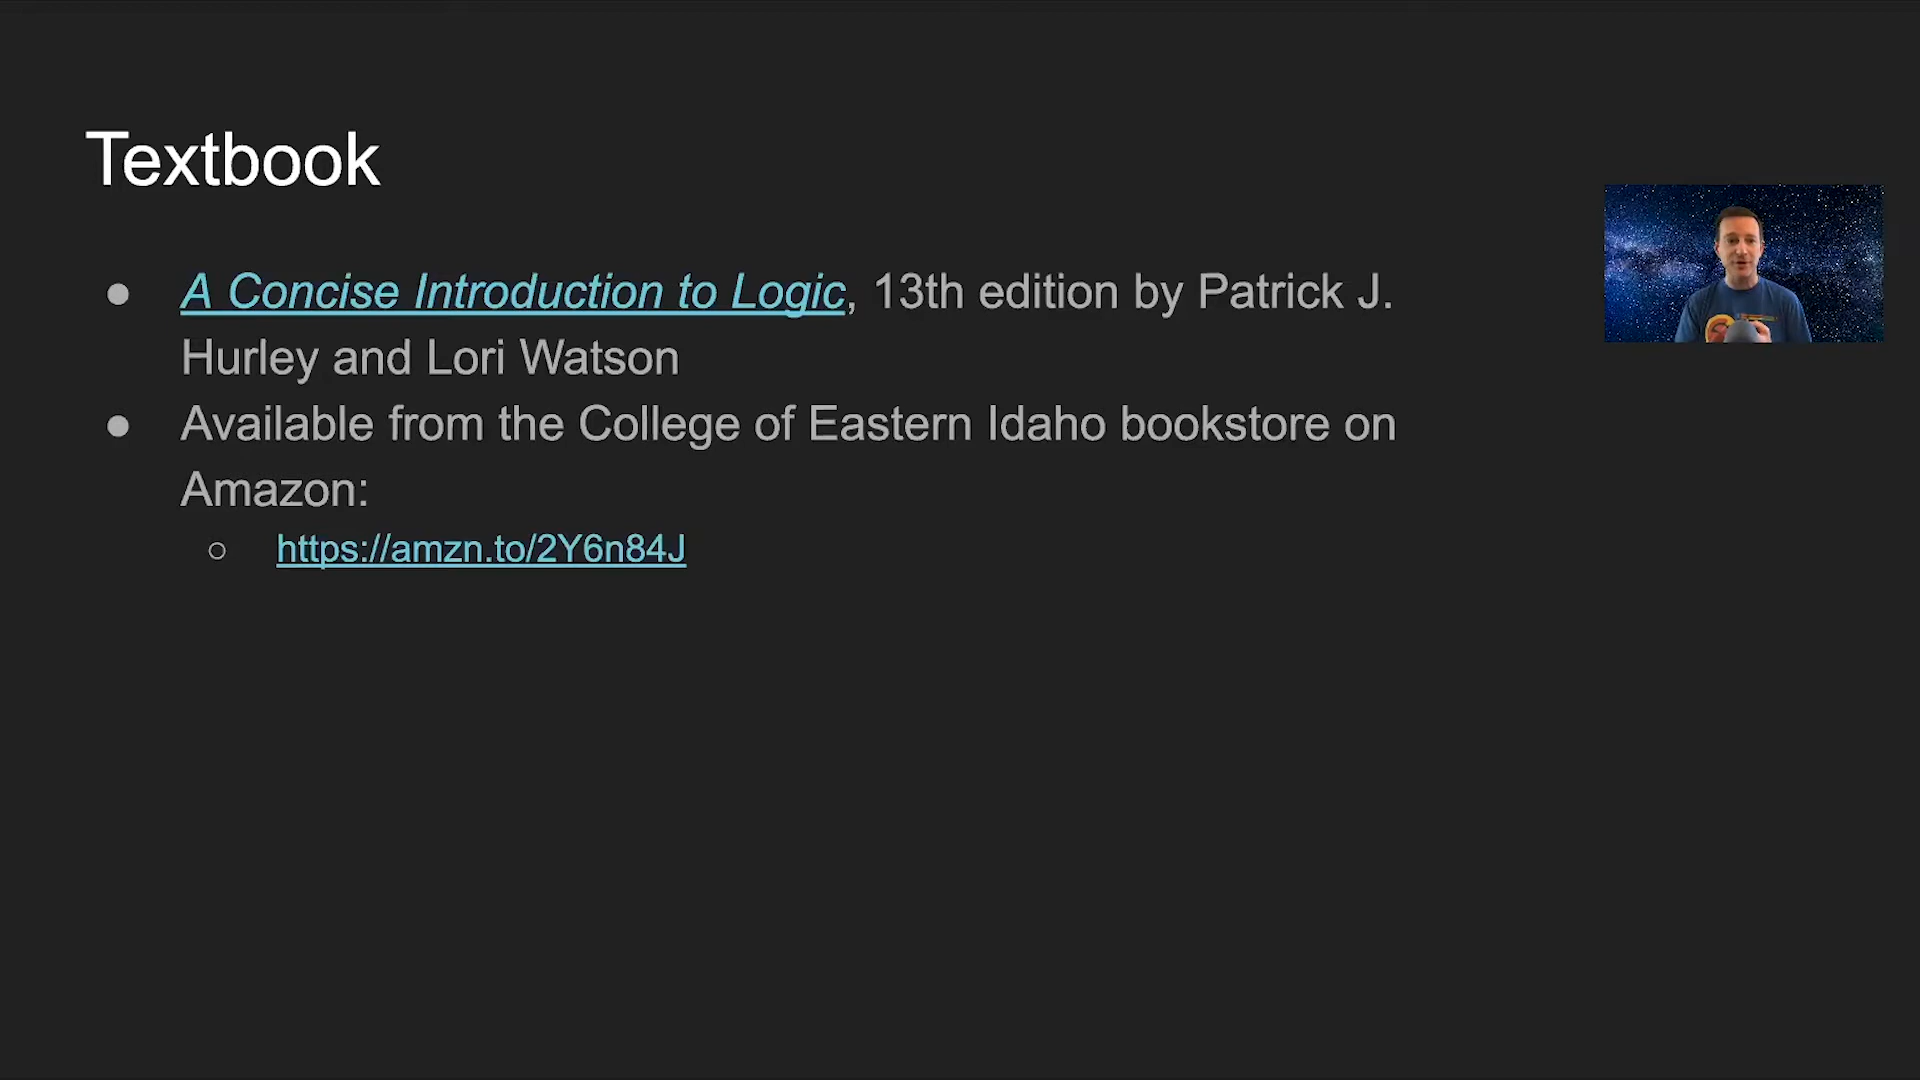 Textbook
● A Concise Introduction to Logic, 13th edition by Patrick J.
Hurley and Lori Watson
● Available from the College of Eastern Idaho bookstore on
Amazon:
○ https://amzn.to/2Y6n84J